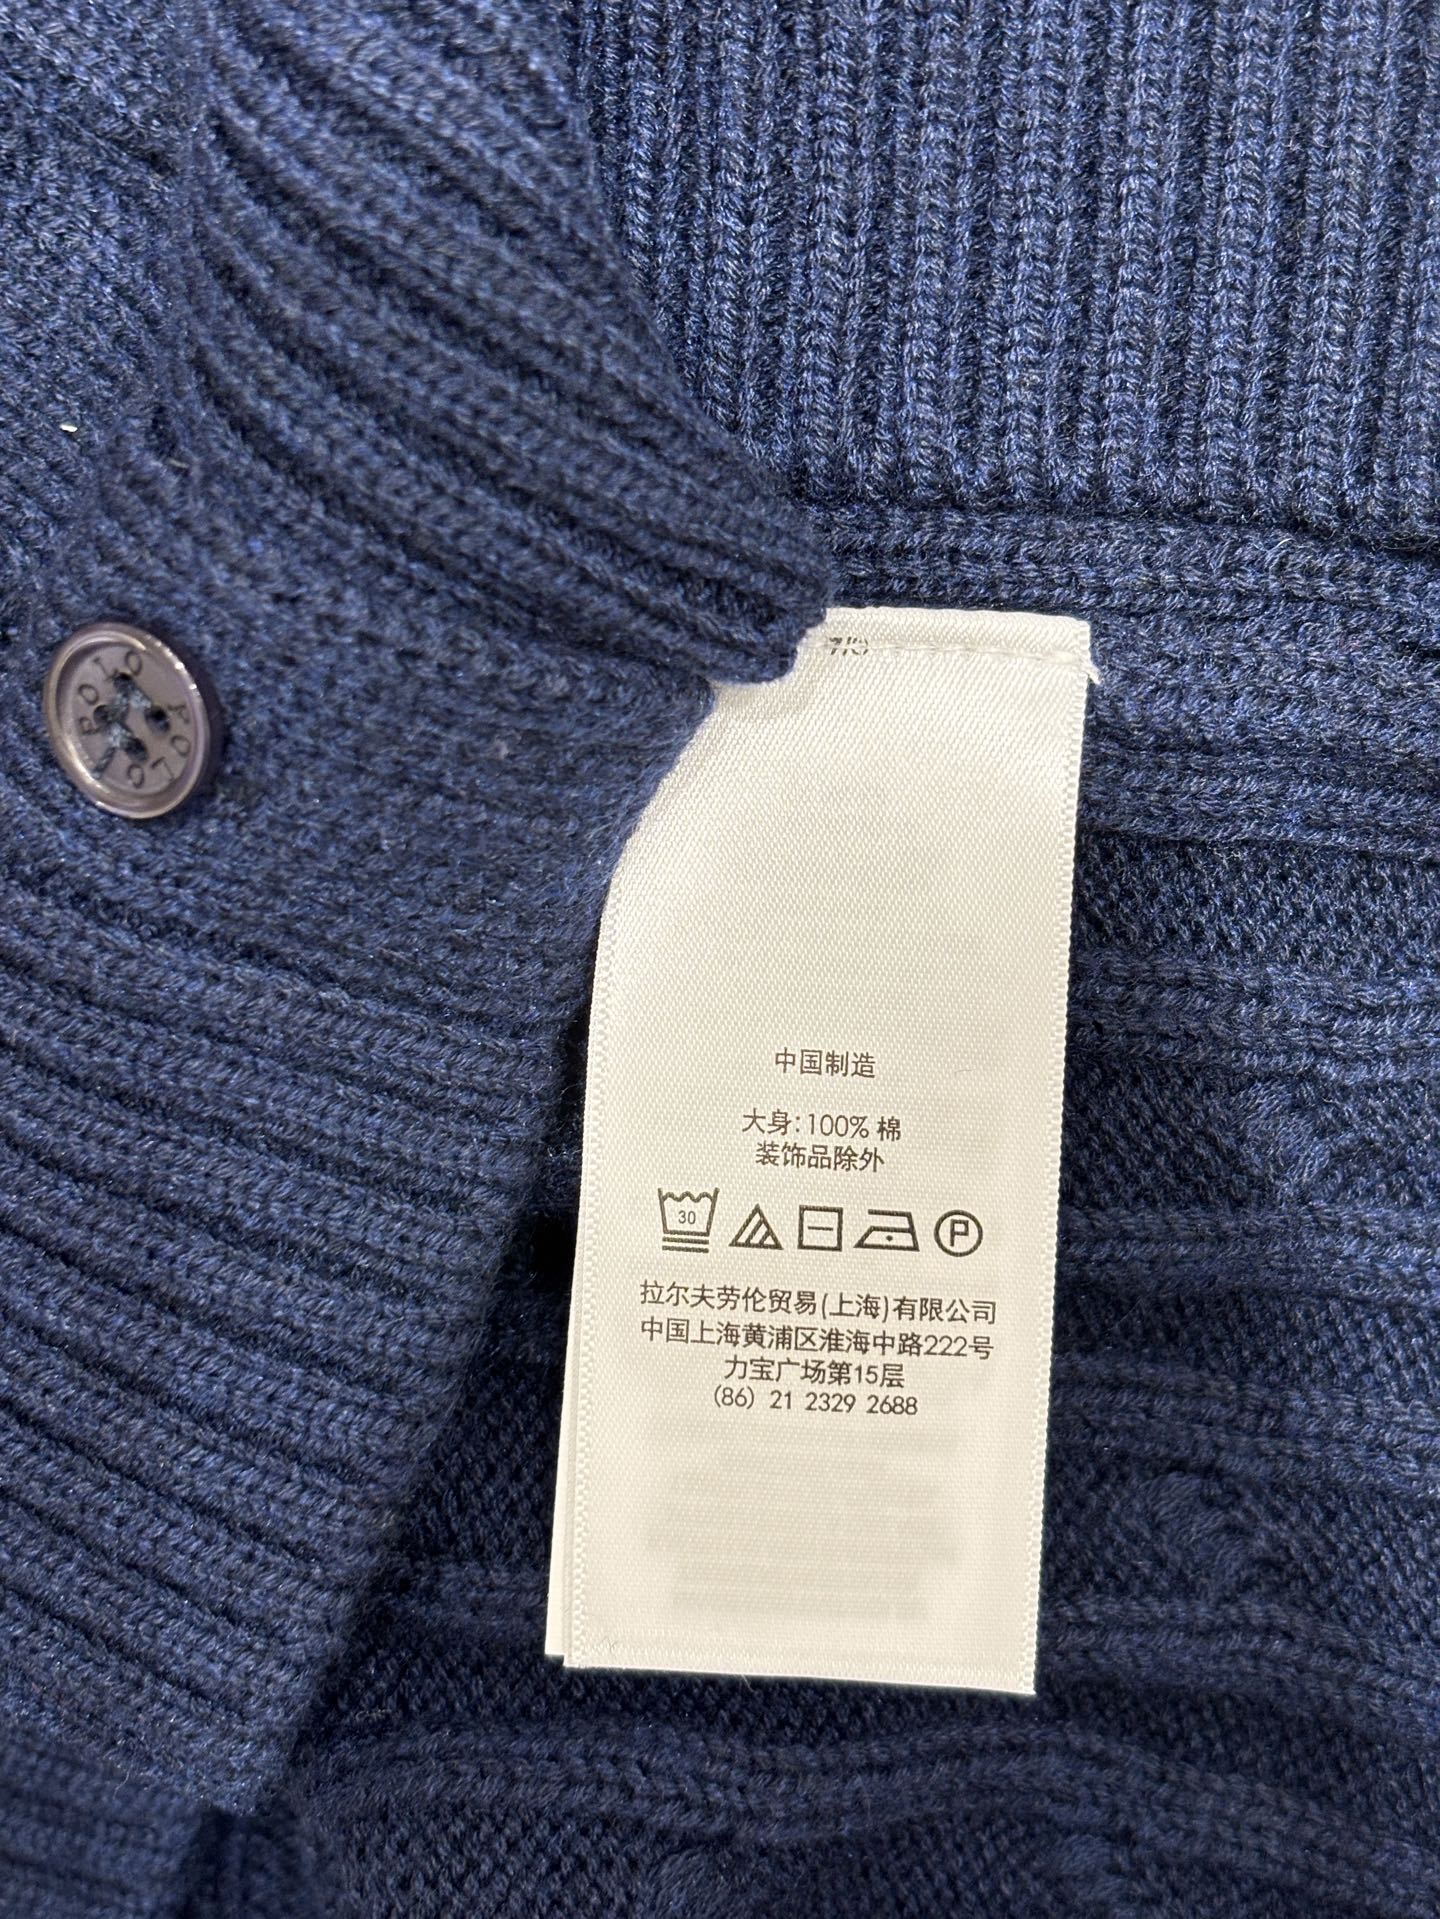 POLO
POLO
中国制造
大身:100% 棉
装饰品除外
30
P
拉尔夫劳伦贸易(上海)有限公司
中国上海黄浦区淮海中路222号
力宝广场第15层
(86) 21 2329 2688